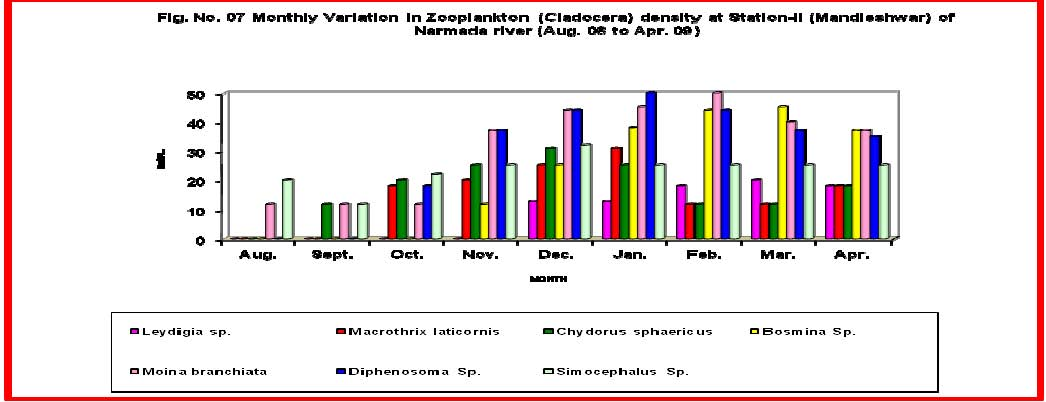 Fig. No. 07 Monthly Variation in Zooplankton (Cladocera) density at Station-II (Mandleshwar) of
Narmada river (Aug. 08 to Apr. 09)
50
40
30
20
10
0
Aug. Sept. Oct. Nov. Dec. Jan. Feb. Mar. Apr.
MONTH
Leydigia sp. Macrothrix laticornis Chydorus sphaericus Bosmina Sp.
Moina branchiata Diphenosoma Sp. Simocephalus Sp.